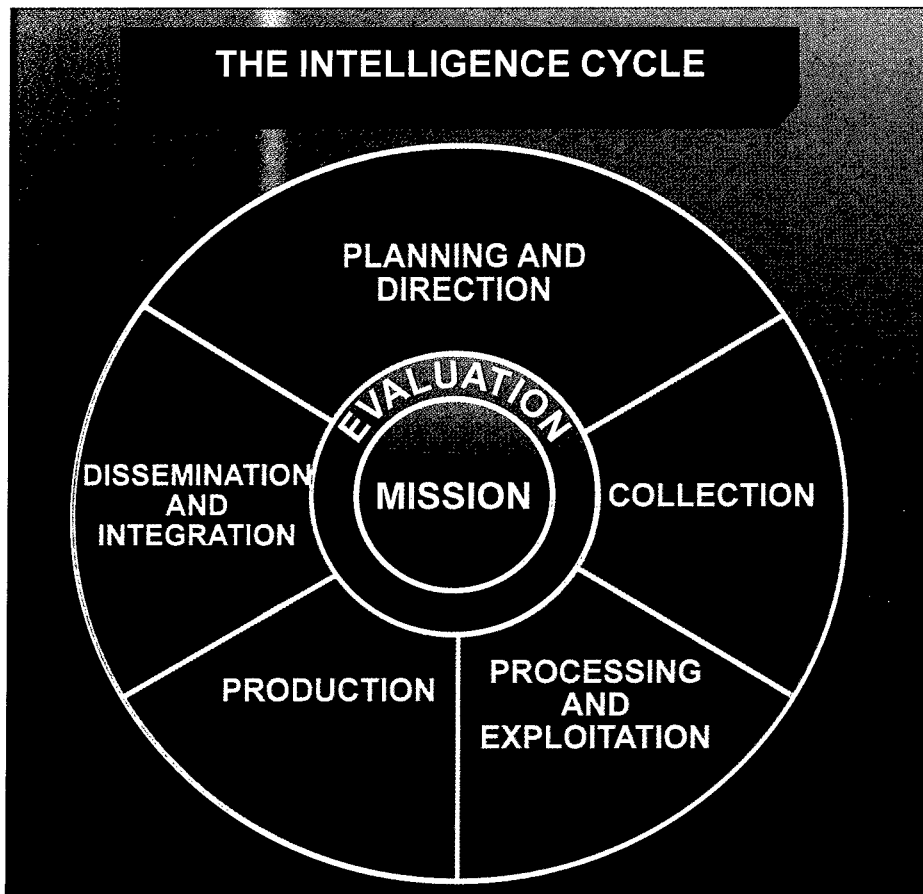 THE INTELLIGENCE CYCLE
PLANNING AND
DIRECTION
EVALUATION
MISSION
COLLECTION
PROCESSING
AND
EXPLOITATION
PRODUCTION
DISSEMINATION
AND
INTEGRATION